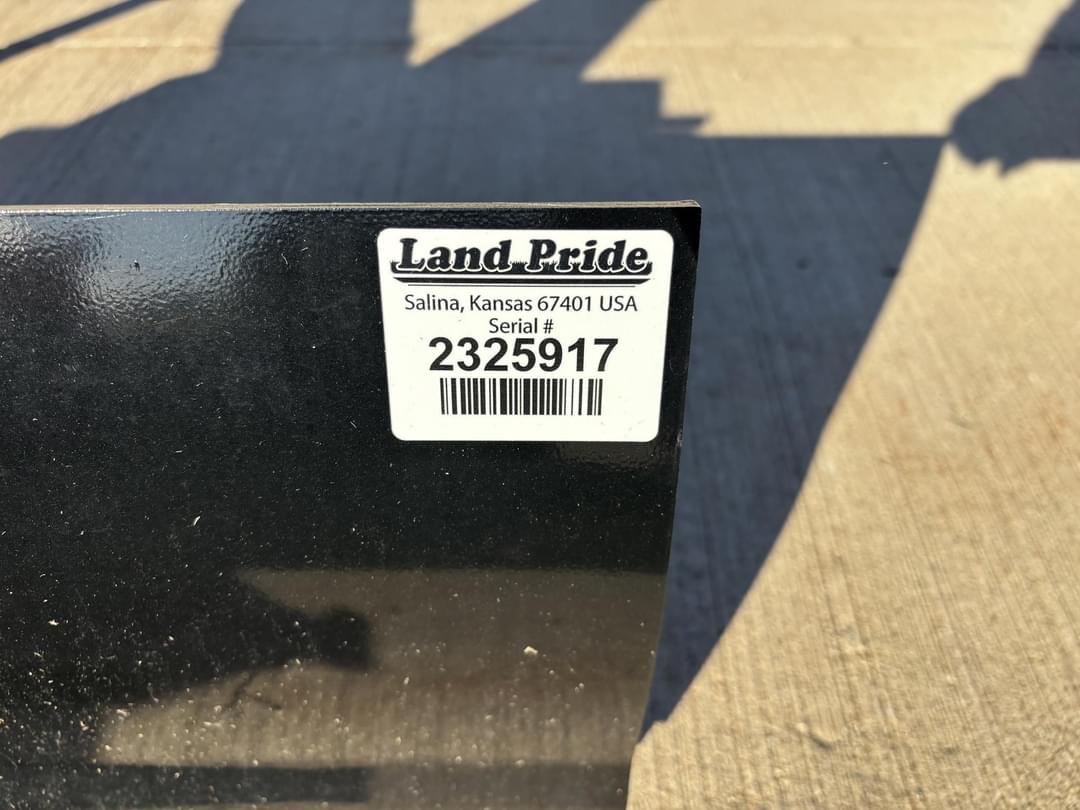 Land Pride
Salina, Kansas 67401 USA
Serial #
2325917